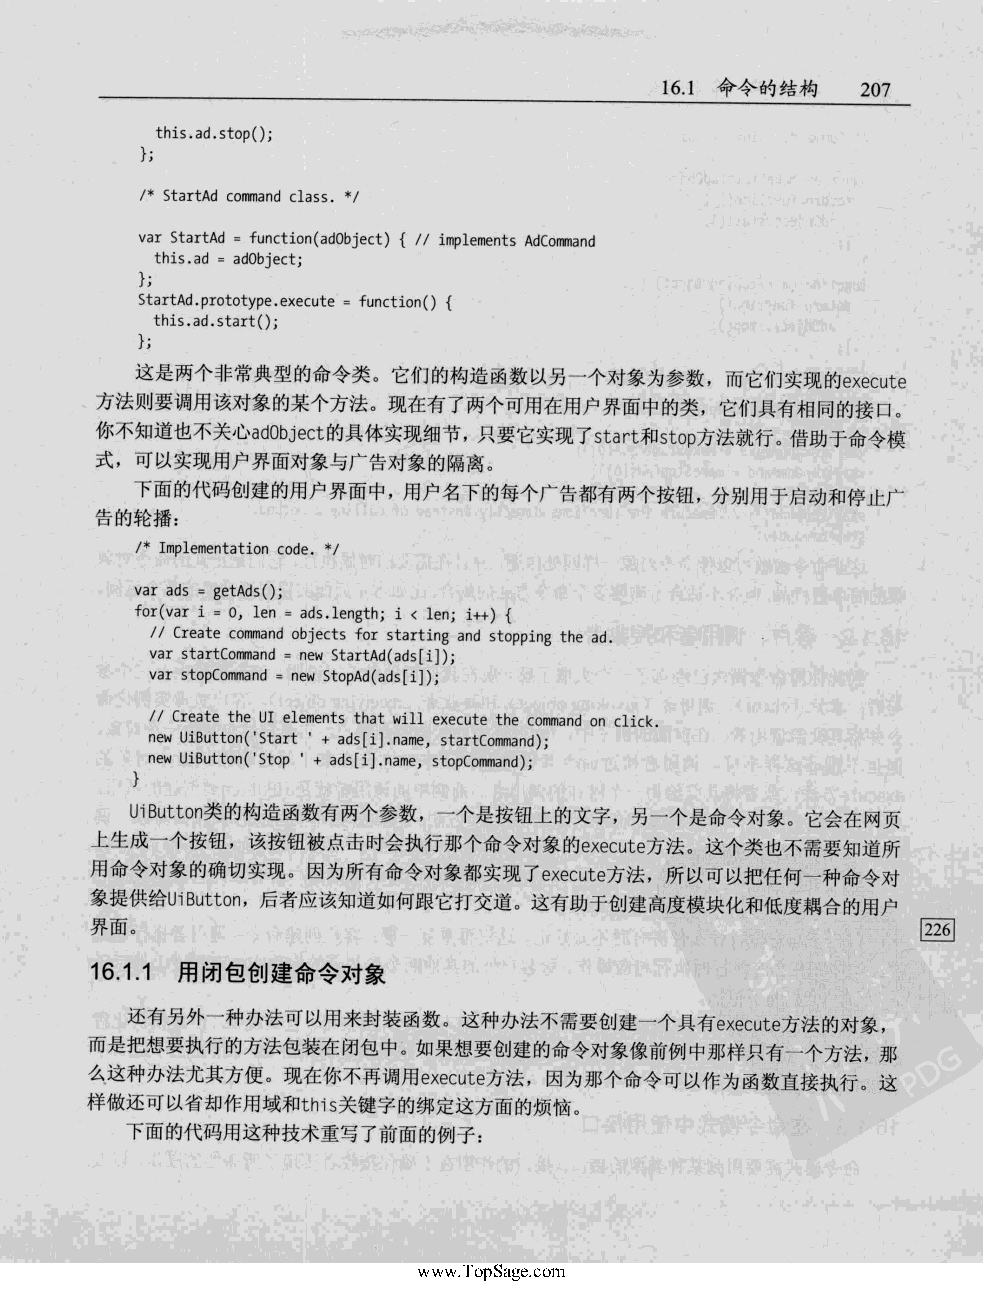 16.1 命令的结构 207
this.ad.stop();
};
/* StartAd command class. */
var StartAd = function(adObject) { // implements AdCommand
this.ad = adObject;
};
StartAd.prototype.execute = function() {
this.ad.start();
};
这是两个非常典型的命令类。它们的构造函数以另一个对象为参数，而它们实现的execute
方法则要调用该对象的某个方法。现在有了两个可用在用户界面中的类，它们具有相同的接口。
你不知道也不关心adObject的具体实现细节，只要它实现了start和stop方法就行。借助于命令模
式，可以实现用户界面对象与广告对象的隔离。
下面的代码创建的用户界面中，用户名下的每个广告都有两个按钮，分别用于启动和停止广
告的轮播：
/* Implementation code. */
var ads = getAds();
for(var i = 0, len = ads.length; i < len; i++) {
// Create command objects for starting and stopping the ad.
var startCommand = new StartAd(ads[i]);
var stopCommand = new StopAd(ads[i]);
// Create the UI elements that will execute the command on click.
new UiButton('Start ' + ads[i].name, startCommand);
new UiButton('Stop ' + ads[i].name, stopCommand);
}
UiButton类的构造函数有两个参数，一个是按钮上的文字，另一个是命令对象。它会在网页
上生成一个按钮，该按钮被点击时会执行那个命令对象的execute方法。这个类也不需要知道所
用命令对象的确切实现。因为所有命令对象都实现了execute方法，所以可以把任何一种命令对
象提供给UiButton，后者应该知道如何跟它打交道。这有助于创建高度模块化和低度耦合的用户
界面。
226
16.1.1 用闭包创建命令对象
还有另外一种办法可以用来封装函数。这种办法不需要创建一个具有execute方法的对象，
而是把想要执行的方法包装在闭包中。如果想要创建的命令对象像前例中那样只有一个方法，那
么这种办法尤其方便。现在你不再调用execute方法，因为那个命令可以作为函数直接执行。这
样做还可以省却作用域和this关键字的绑定这方面的烦恼。
下面的代码用这种技术重写了前面的例子：
PDG
www.TopSage.com